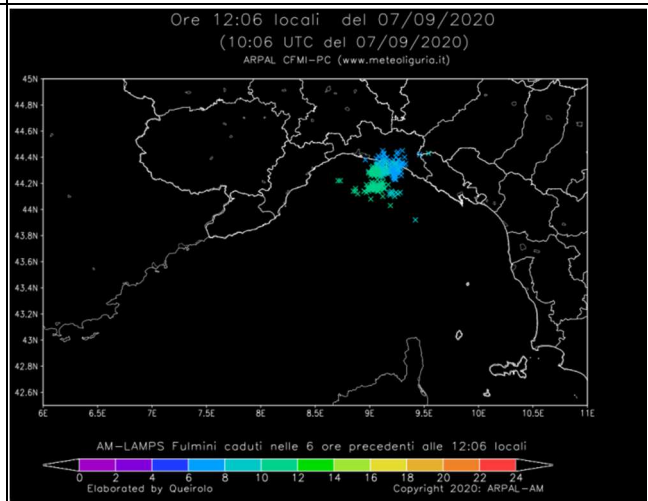 Ore 12:06 locali del 07/09/2020
(10:06 UTC del 07/09/2020)
ARPAL CFMI-PC (www.meteoliguria.it)
45N
44.8N
44.6N
44.4N
44.2N
44N
43.8N
43.6N
43.4N
43.2N
43N
42.8N
42.6N
6E 6.5E 7E 7.5E 8E 8.5E 9E 9.5E 10E 10.5E 11E
AM-LAMPS Fulmini caduti nelle 6 ore precedenti alle 12:06 locali
0 2 4 6 8 10 12 14 16 18 20 22 24
Elaborated by Queirolo Copyright 2020: ARPAL-AM